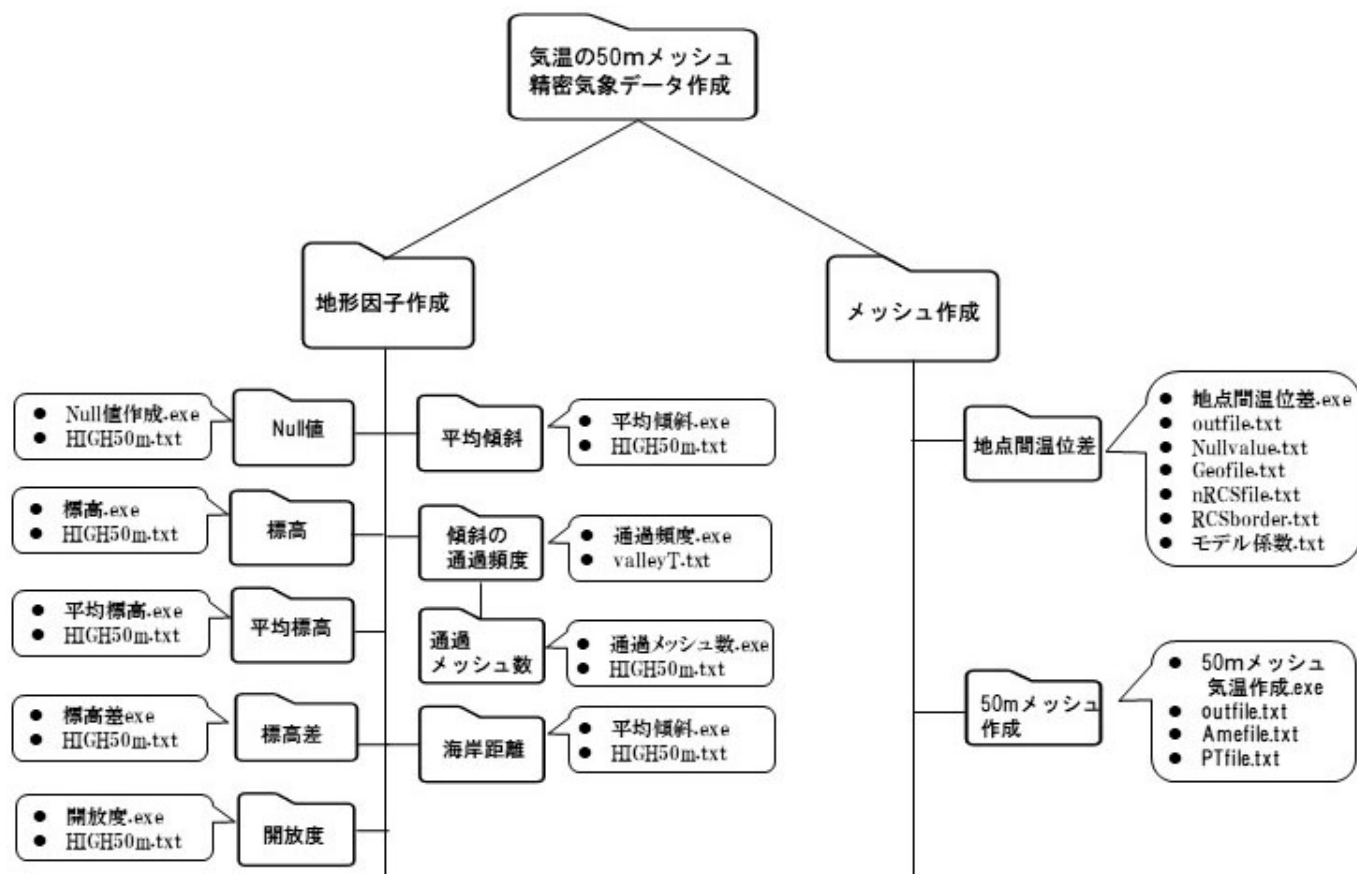 気温の50mメッシュ
精密気象データ作成
地形因子作成
メッシュ作成
● Null値作成.exe
● HIGH50m.txt
Null値
平均傾斜
● 平均傾斜.exe
● HIGH50m.txt
● 標高.exe
● HIGH50m.txt
標高
傾斜の
通過頻度
● 通過頻度.exe
● valleyT.txt
● 平均標高.exe
● HIGH50m.txt
平均標高
通過
メッシュ数
● 通過メッシュ数.exe
● HIGH50m.txt
● 標高差exe
● HIGH50m.txt
標高差
海岸距離
● 平均傾斜.exe
● HIGH50m.txt
● 開放度.exe
● HIGH50m.txt
開放度
地点間温位差
● 地点間温位差.exe
● outfile.txt
● Nullvalue.txt
● Geofile.txt
● nRCSfile.txt
● RCSborder.txt
● モデル係数.txt
50mメッシュ
作成
● 50mメッシュ
気温作成.exe
● outfile.txt
● Amefile.txt
● PTfile.txt